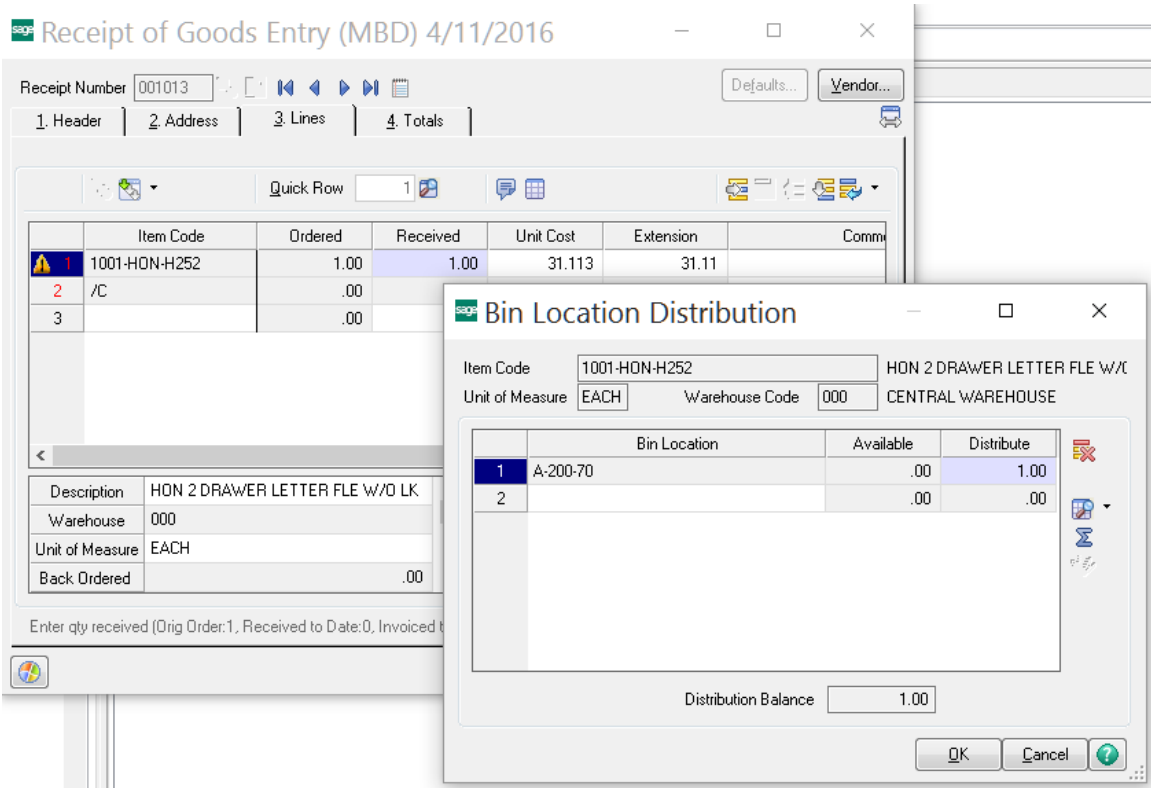 sage Receipt of Goods Entry (MBD) 4/11/2016
Receipt Number 001013 Defaults... Vendor...
1. Header 2. Address 3. Lines 4. Totals
Quick Row 1
Item Code Ordered Received Unit Cost Extension Comme
1 1001-HON-H252 1.00 1.00 31.113 31.11
2 /C .00
3 .00
Description HON 2 DRAWER LETTER FLE W/O LK
Warehouse 000
Unit of Measure EACH
Back Ordered .00
Enter qty received (Orig Order:1, Received to Date:0, Invoiced t
sage Bin Location Distribution
Item Code 1001-HON-H252 HON 2 DRAWER LETTER FLE W/O
Unit of Measure EACH Warehouse Code 000 CENTRAL WAREHOUSE
Bin Location Available Distribute
1 A-200-70 .00 1.00
2 .00 .00
Distribution Balance 1.00
OK Cancel ?